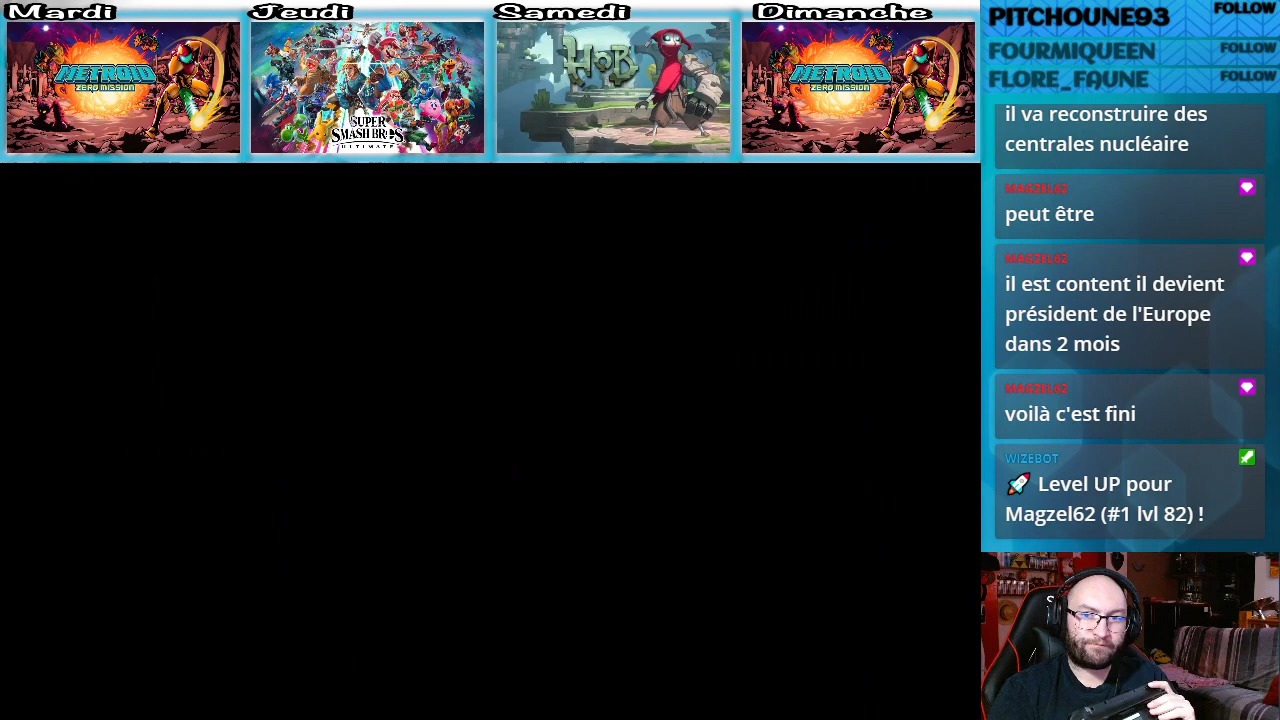 Mardi
Jeudi
Samedi
Dimanche
METROID
ZERO MISSION
SUPER
SMASH BROS
ULTIMATE
HOB
METROID
ZERO MISSION
PITCHOUNE93 FOLLOW
FOURMIQUEEN FOLLOW
FLORE_FAUNE FOLLOW
il va reconstruire des
centrales nucléaire
MAGZEL62
peut être
MAGZEL62
il est content il devient
président de l'Europe
dans 2 mois
MAGZEL62
voilà c'est fini
WIZEBOT
Level UP pour
Magzel62 (#1 lvl 82) !